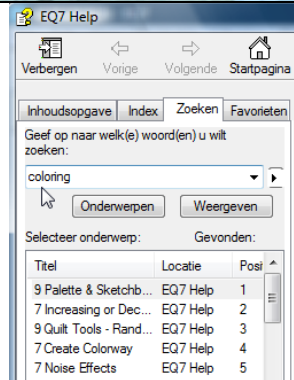 EQ7 Help
Verbergen Vorige Volgende Startpagina
Inhoudsopgave Index Zoeken Favorieten
Geef op naar welk(e) woord(en) u wilt
zoeken:
coloring
Onderwerpen Weergeven
Selecteer onderwerp: Gevonden:
Titel Locatie Posi
9 Palette & Sketchb... EQ7 Help 1
7 Increasing or Dec... EQ7 Help 2
9 Quilt Tools - Rand... EQ7 Help 3
7 Create Colorway EQ7 Help 4
7 Noise Effects EQ7 Help 5